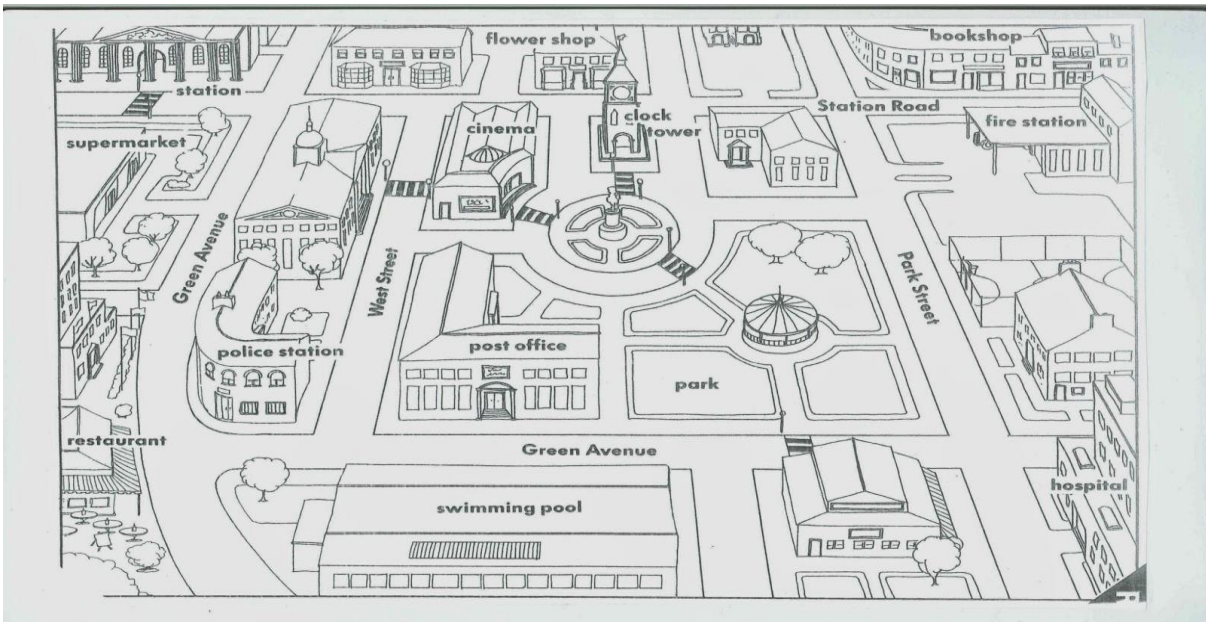 flower shop
bookshop
station
Station Road
clock
tower
cinema
fire station
supermarket
Green Avenue
West Street
Park Street
police station
post office
park
restaurant
Green Avenue
hospital
swimming pool